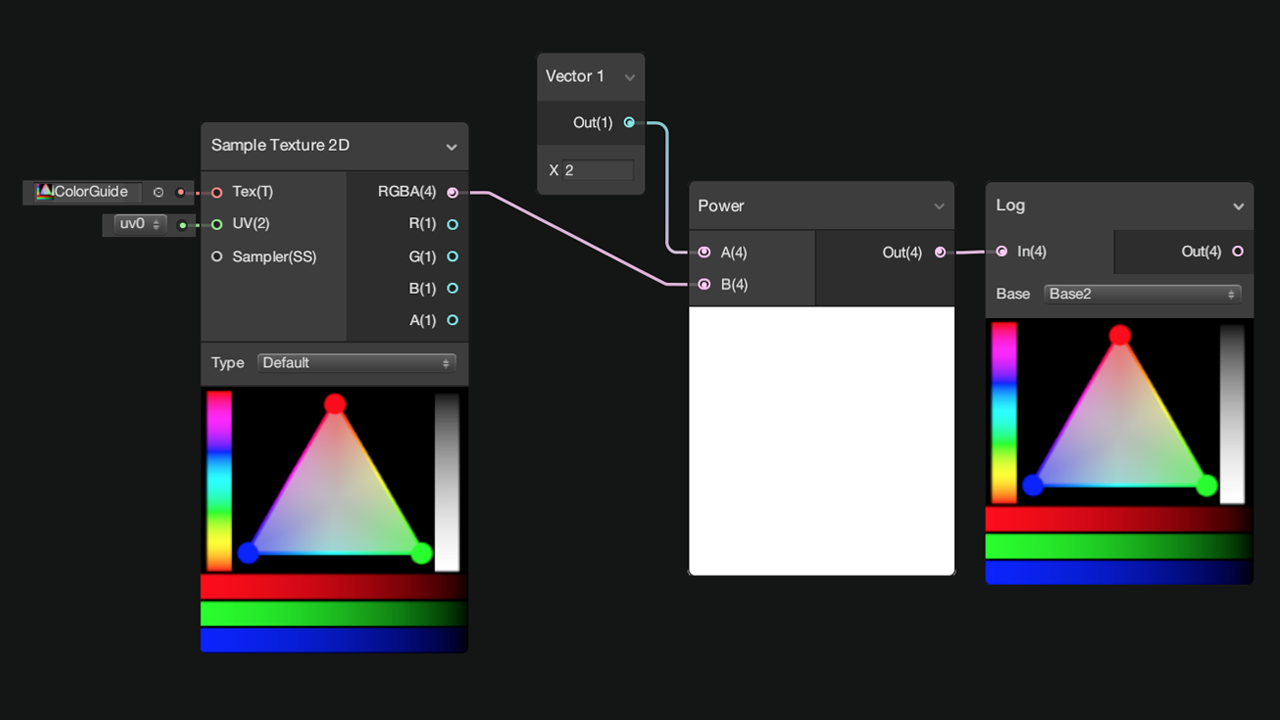 ColorGuide
uv0
Sample Texture 2D
Tex(T)
UV(2)
Sampler(SS)
RGBA(4)
R(1)
G(1)
B(1)
A(1)
Type Default
Vector 1
Out(1)
X 2
Power
A(4)
B(4)
Out(4)
Log
In(4)
Out(4)
Base Base2